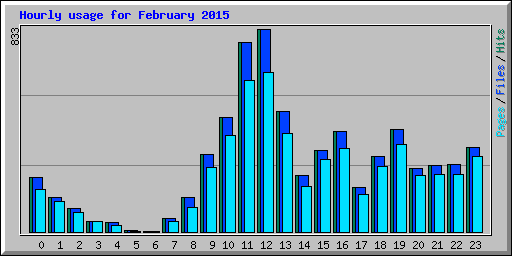 Hourly usage for February 2015
833
Pages/Files/Hits
0 1 2 3 4 5 6 7 8 9 10 11 12 13 14 15 16 17 18 19 20 21 22 23